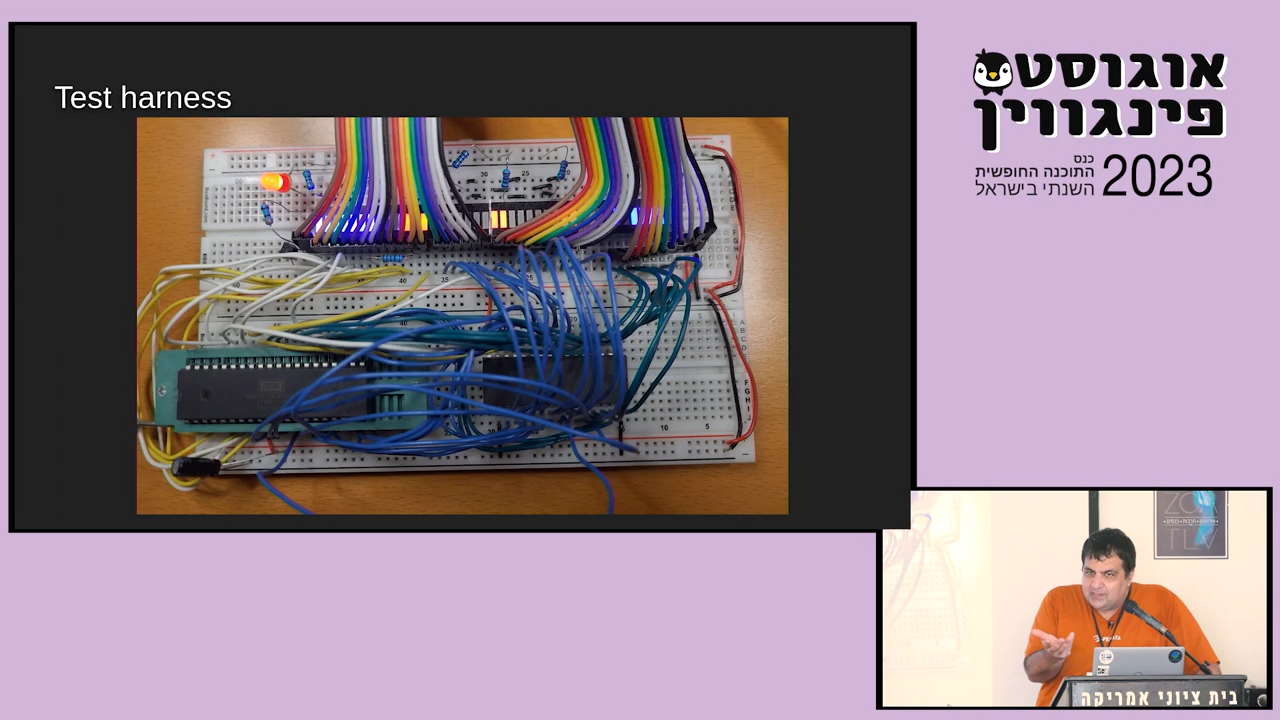 Test harness
אוגוסט
פינגווין
כנס
התוכנה החופשית
השנתי בישראל
2023
בית ציוני אמריקה